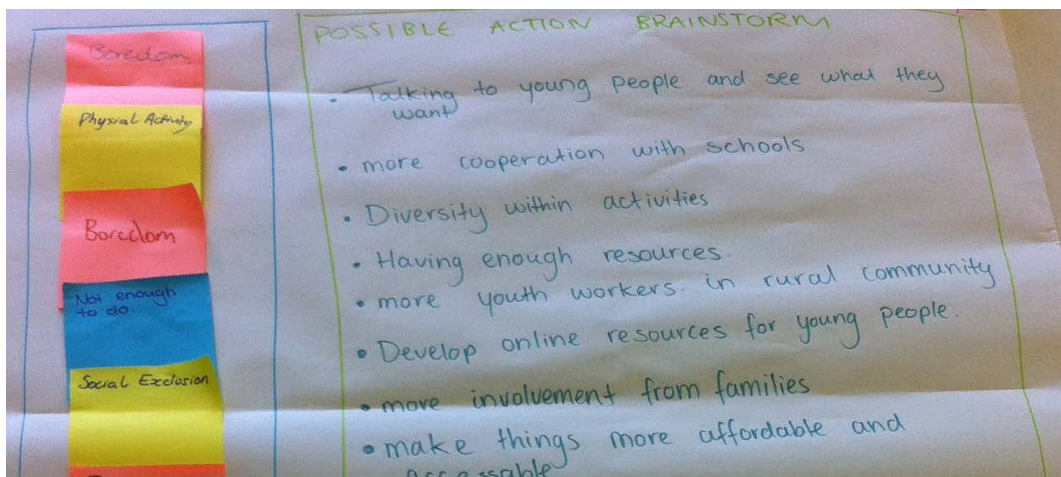 Boredom
Physial Activity
Boredom
Not enough
to do.
Social Exclusion
POSSIBLE ACTION BRAINSTORM
• Talking to young people and see what they
want
• more cooperation with schools
• Diversity within activities
• Having enough resources.
• more youth workers. in rural community
• Develop online resources for young people.
• more involvement from families
• make things more affordable and
accessable